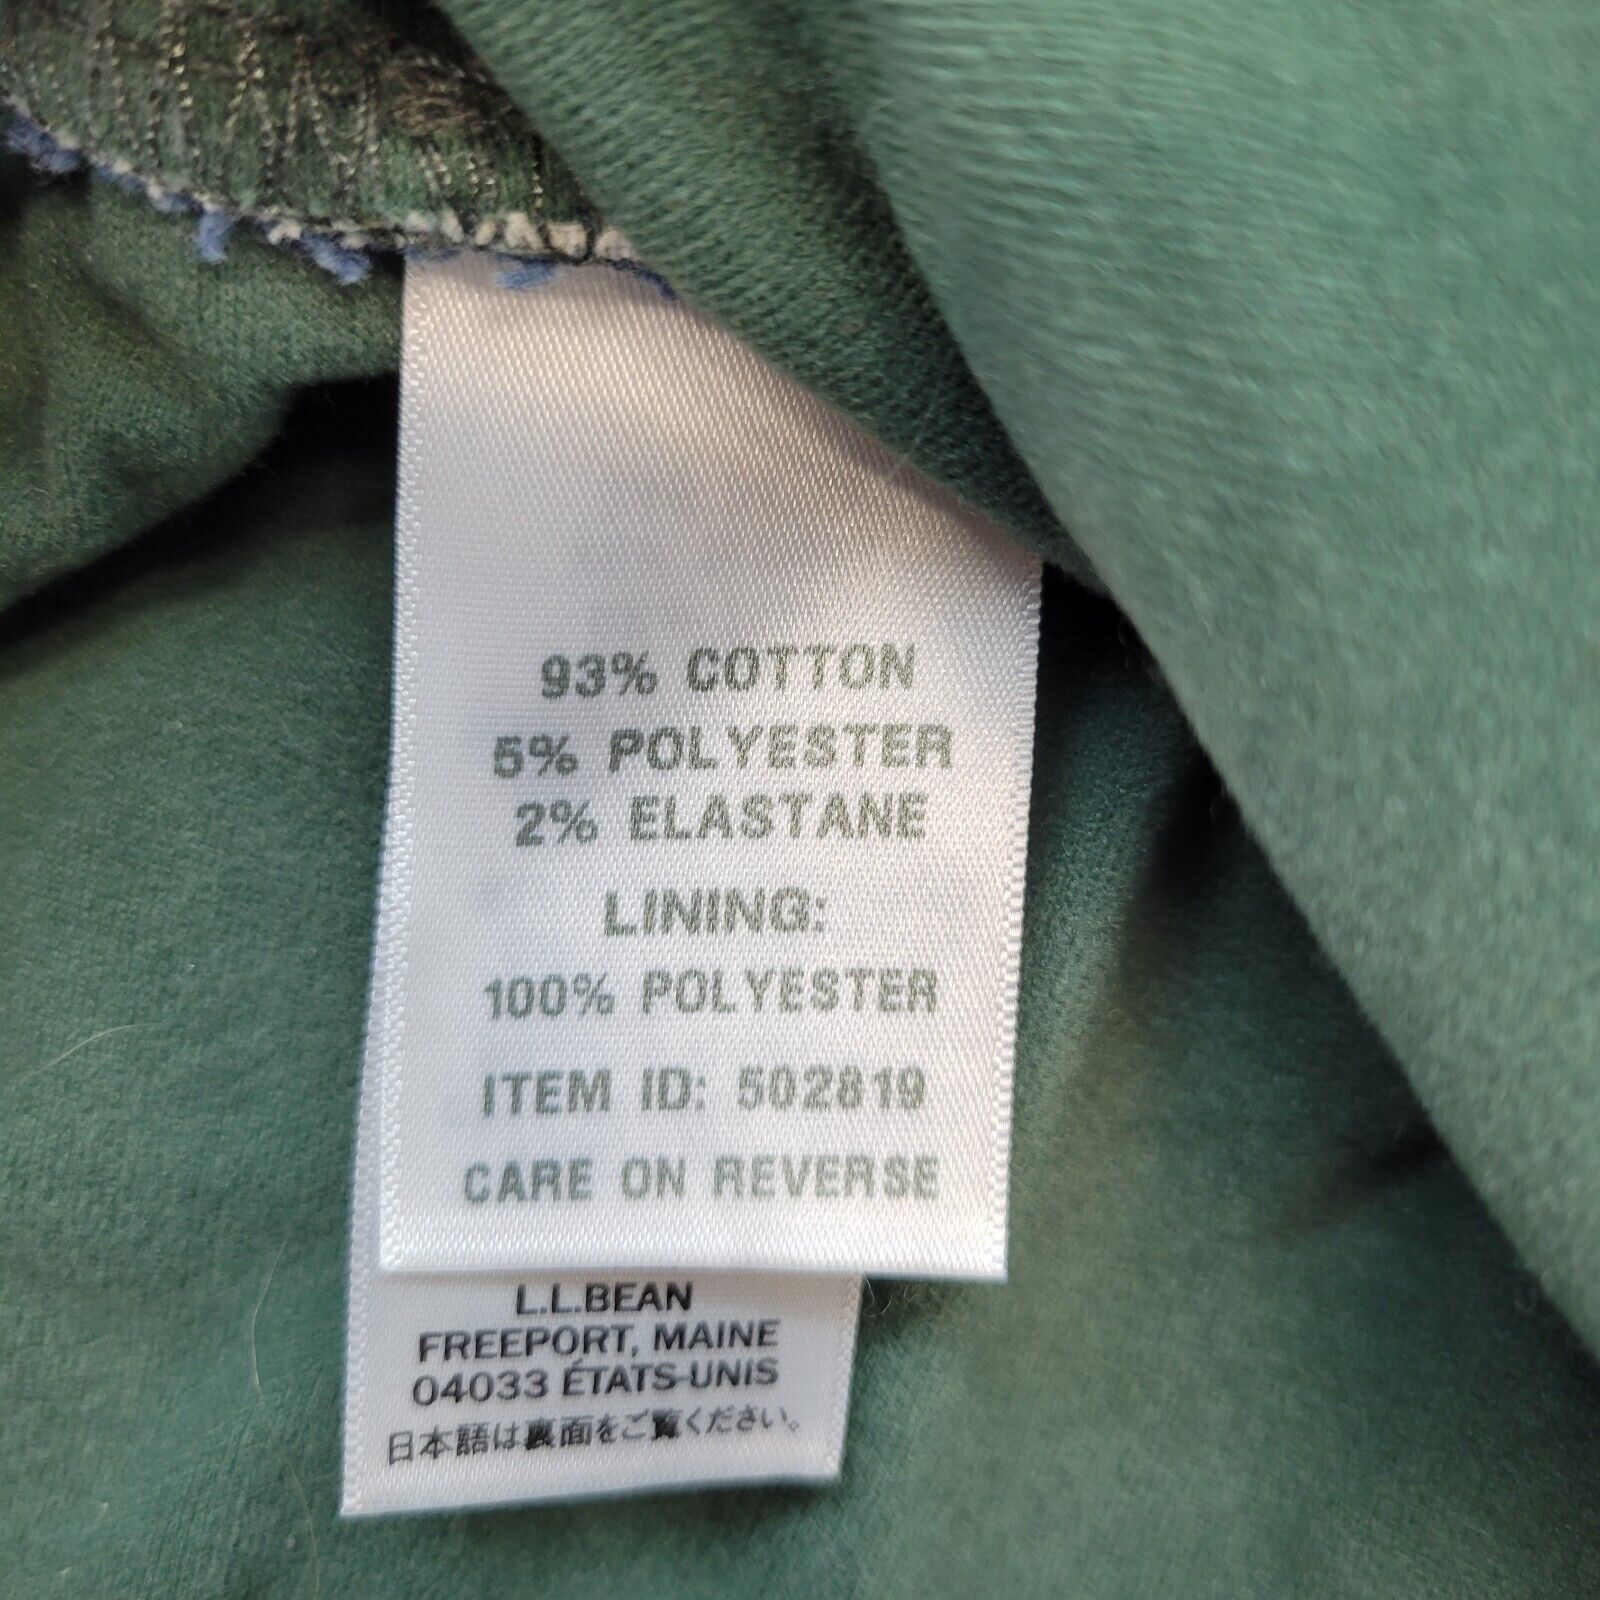 93% COTTON
5% POLYESTER
2% ELASTANE
LINING:
100% POLYESTER
ITEM ID: 502819
CARE ON REVERSE
L.L.BEAN
FREEPORT, MAINE
04033 ÉTATS-UNIS
日本語は裏面をご覧ください。